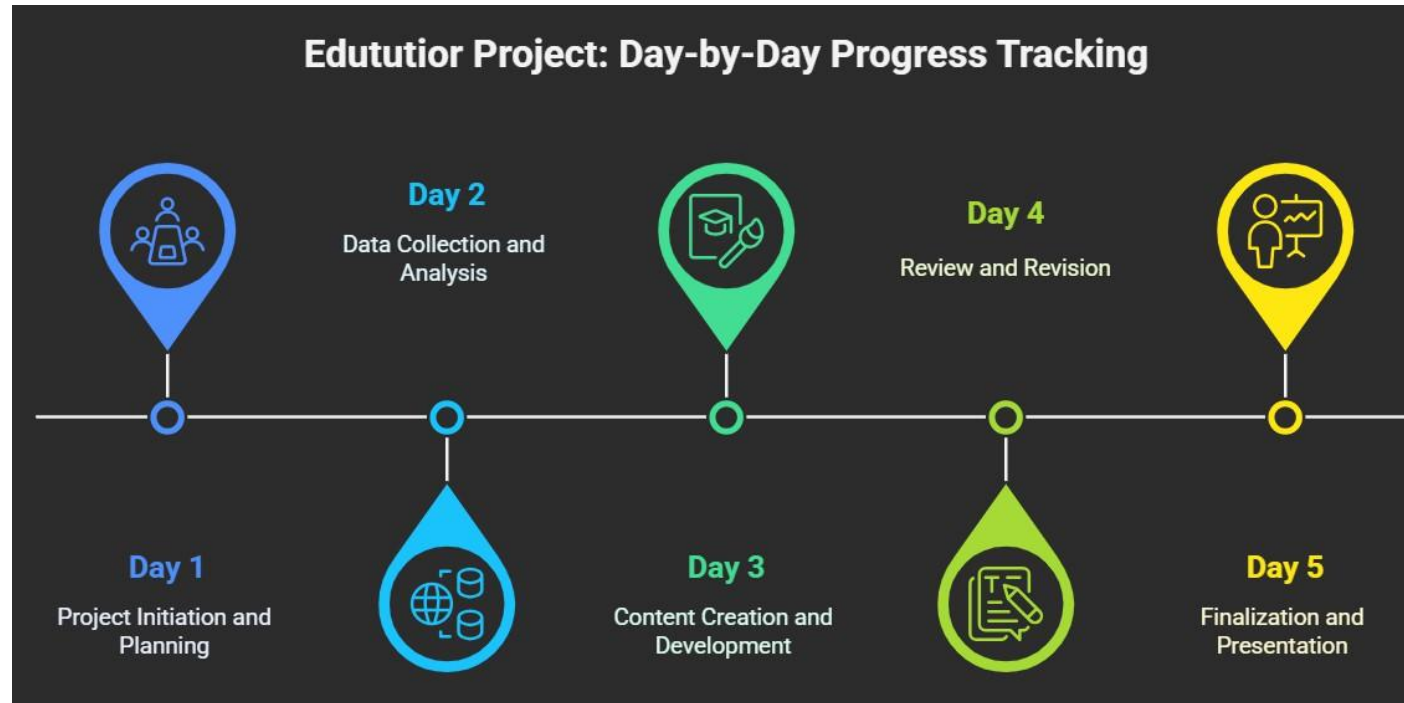 Edututior Project: Day-by-Day Progress Tracking
Day 1
Project Initiation and
Planning
Day 2
Data Collection and
Analysis
Day 3
Content Creation and
Development
Day 4
Review and Revision
Day 5
Finalization and
Presentation